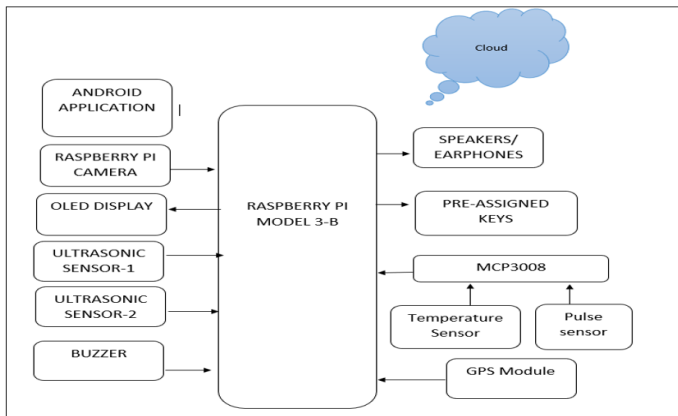 Cloud
ANDROID
APPLICATION
RASPBERRY PI
CAMERA
OLED DISPLAY
ULTRASONIC
SENSOR-1
ULTRASONIC
SENSOR-2
BUZZER
RASPBERRY PI
MODEL 3-B
SPEAKERS/
EARPHONES
PRE-ASSIGNED
KEYS
MCP3008
Temperature
Sensor
Pulse
sensor
GPS Module